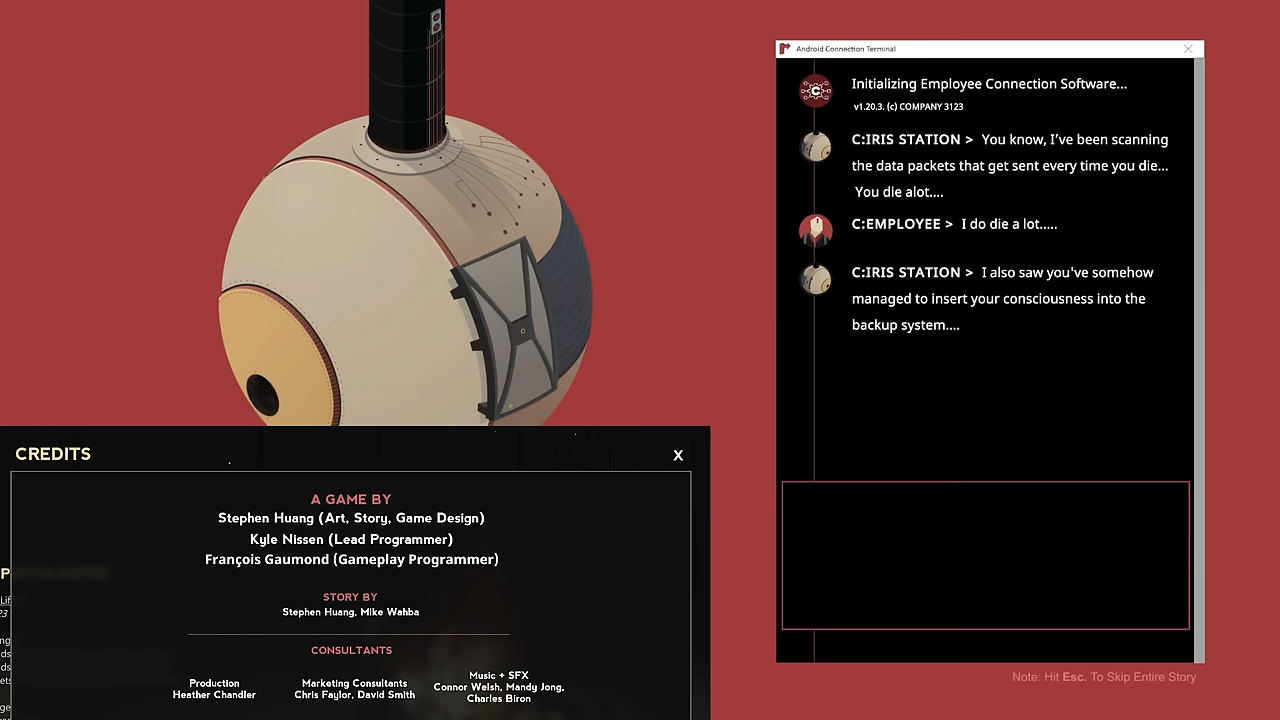 Android Connection Terminal
Initializing Employee Connection Software...
v1.20.3. (c) COMPANY 3123
C:IRIS STATION > You know, I've been scanning
the data packets that get sent every time you die...
You die alot....
C:EMPLOYEE > I do die a lot.....
C:IRIS STATION > I also saw you've somehow
managed to insert your consciousness into the
backup system....
Note: Hit Esc. To Skip Entire Story
CREDITS
X
A GAME BY
Stephen Huang (Art, Story, Game Design)
Kyle Nissen (Lead Programmer)
François Gaumond (Gameplay Programmer)
STORY BY
Stephen Huang, Mike Wahba
CONSULTANTS
Production
Heather Chandler
Marketing Consultants
Chris Faylor, David Smith
Music + SFX
Connor Welsh, Mandy Jong,
Charles Biron